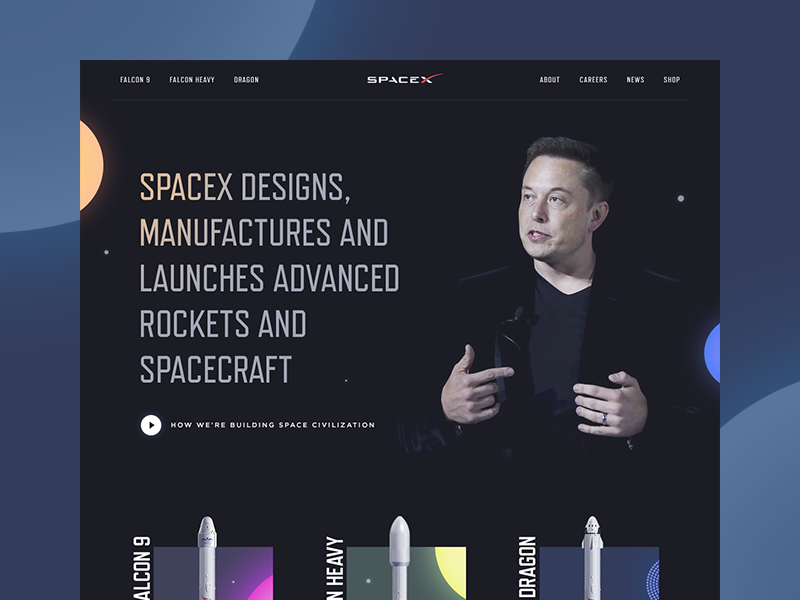 FALCON 9 FALCON HEAVY DRAGON SPACEX ABOUT CAREERS NEWS SHOP
SPACEX DESIGNS,
MANUFACTURES AND
LAUNCHES ADVANCED
ROCKETS AND
SPACECRAFT
HOW WE'RE BUILDING SPACE CIVILIZATION
ALCON 9
N HEAVY
DRAGON